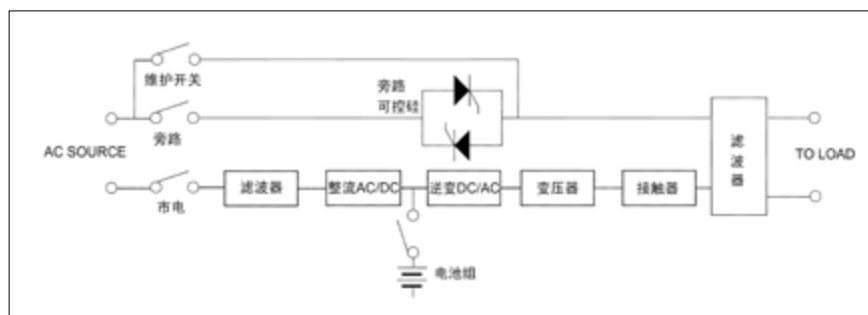 维护开关
旁路
可控硅
旁路
AC SOURCE
滤波器
TO LOAD
市电
滤波器
整流AC/DC
逆变DC/AC
变压器
接触器
电池组